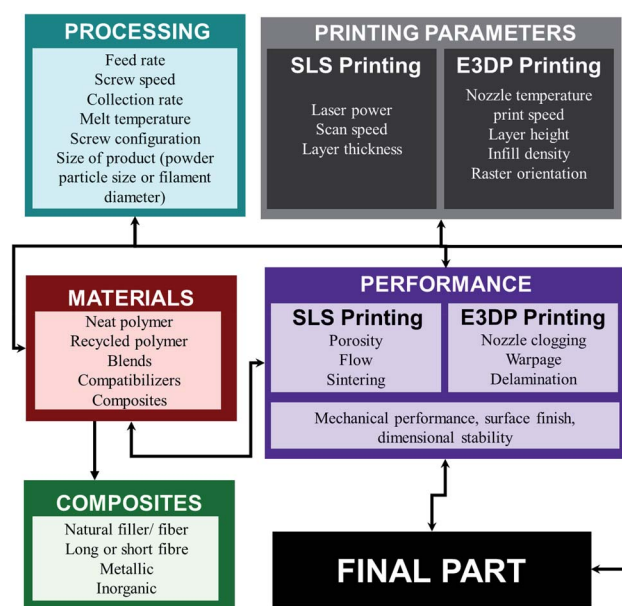 PROCESSING
Feed rate
Screw speed
Collection rate
Melt temperature
Screw configuration
Size of product (powder
particle size or filament
diameter)
PRINTING PARAMETERS
SLS Printing
Laser power
Scan speed
Layer thickness
E3DP Printing
Nozzle temperature
print speed
Layer height
Infill density
Raster orientation
MATERIALS
Neat polymer
Recycled polymer
Blends
Compatibilizers
Composites
PERFORMANCE
SLS Printing
Porosity
Flow
Sintering
E3DP Printing
Nozzle clogging
Warpage
Delamination
Mechanical performance, surface finish,
dimensional stability
COMPOSITES
Natural filler/ fiber
Long or short fibre
Metallic
Inorganic
FINAL PART